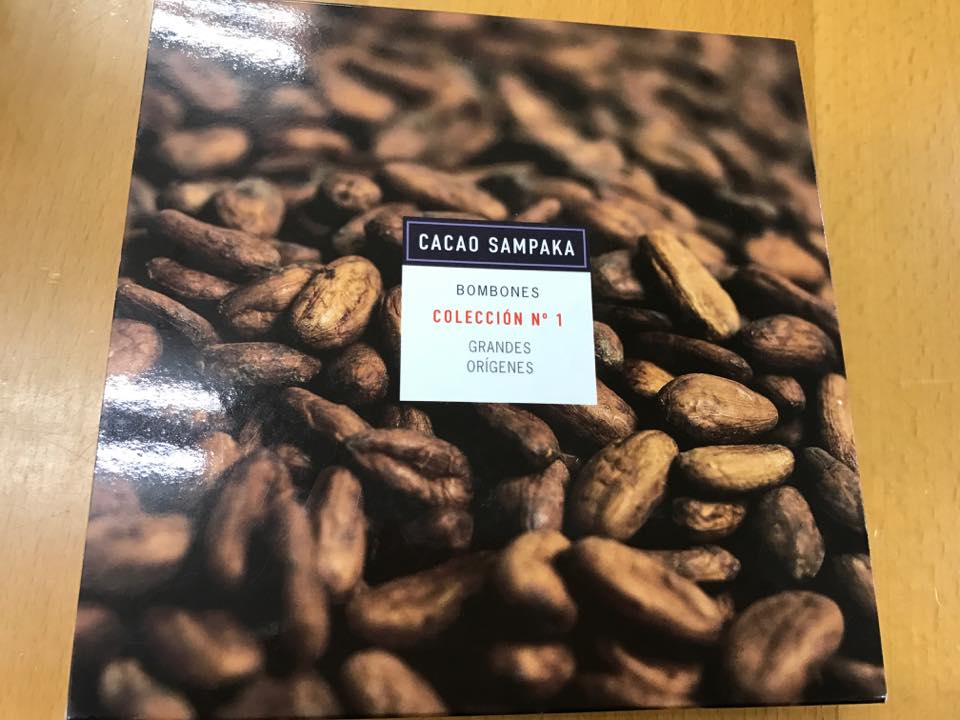 CACAO SAMPAKA
BOMBONES
COLECCIÓN Nº 1
GRANDES
ORÍGENES